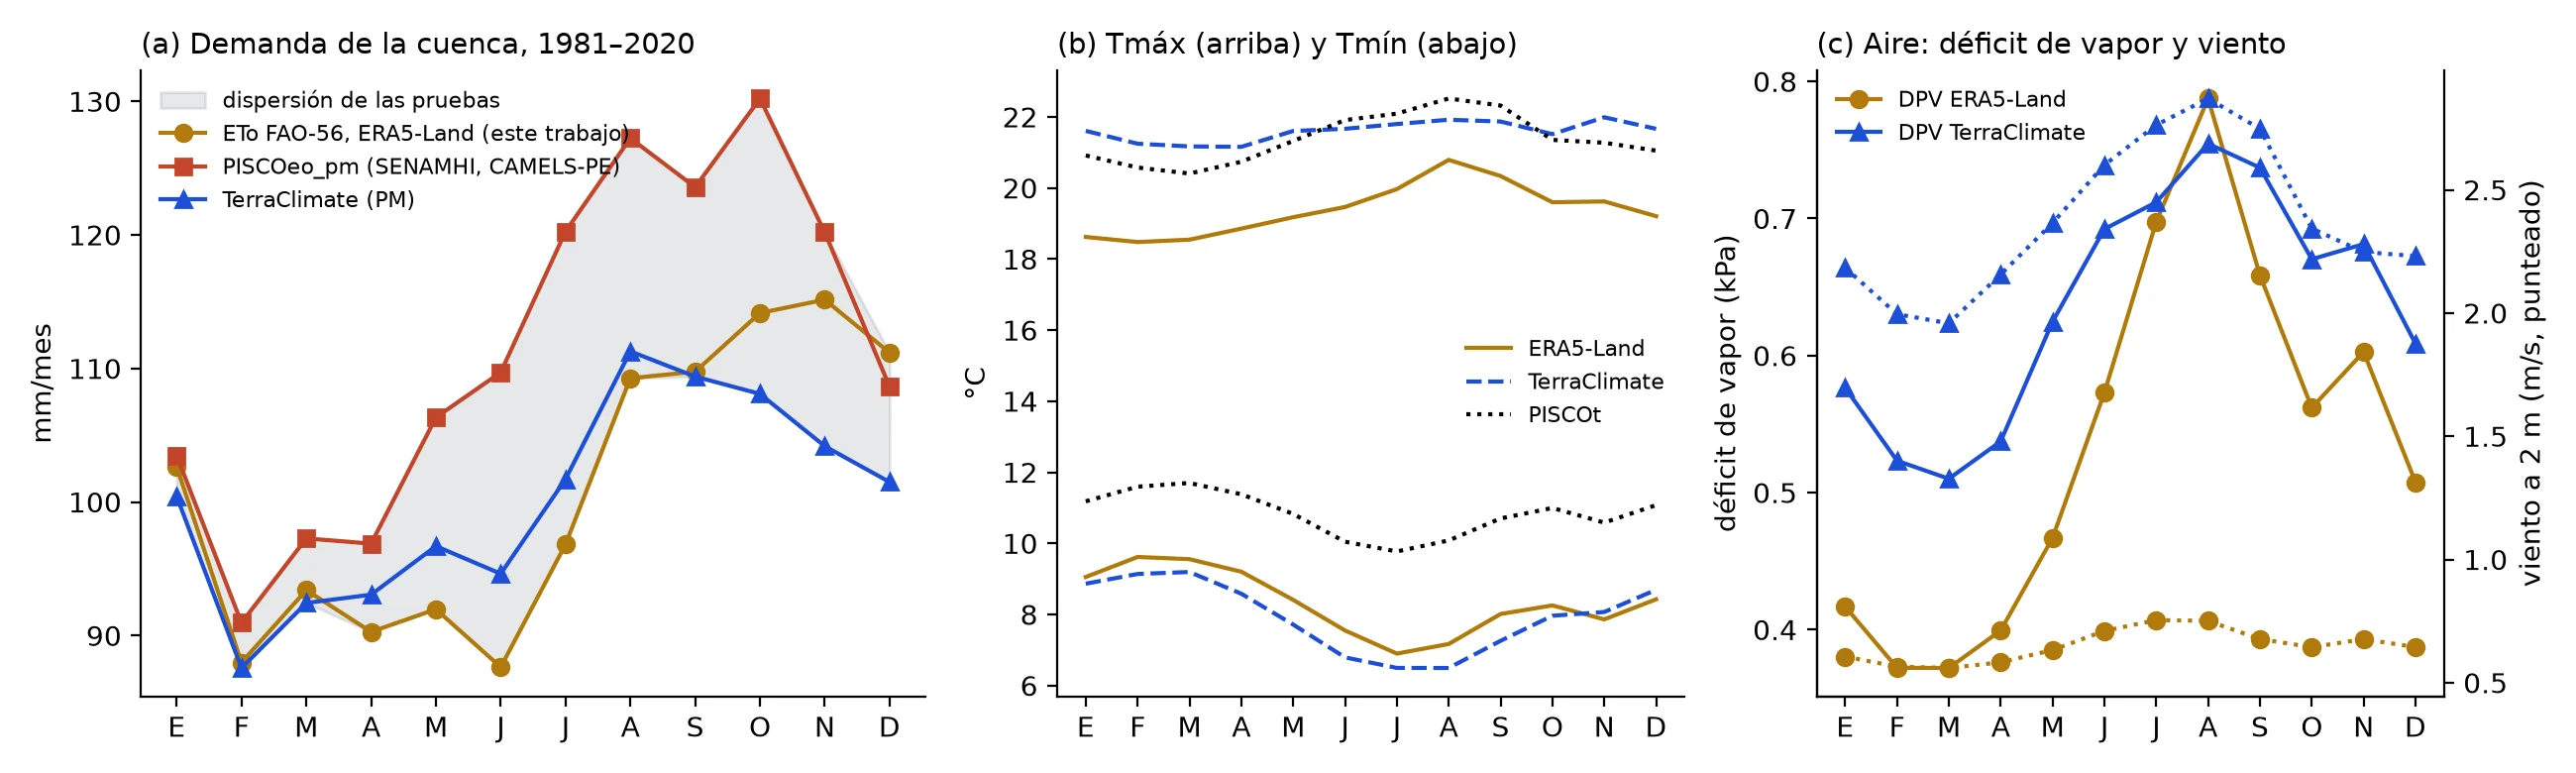 (a) Demanda de la cuenca, 1981–2020
mm/mes
130
120
110
100
90
dispersión de las pruebas
ETo FAO-56, ERA5-Land (este trabajo)
PISCOeo_pm (SENAMHI, CAMELS-PE)
TerraClimate (PM)
E F M A M J J A S O N D
(b) Tmáx (arriba) y Tmín (abajo)
°C
22
20
18
16
14
12
10
8
6
ERA5-Land
TerraClimate
PISCOt
E F M A M J J A S O N D
(c) Aire: déficit de vapor y viento
déficit de vapor (kPa)
0.8
0.7
0.6
0.5
0.4
DPV ERA5-Land
DPV TerraClimate
2.5
2.0
1.5
1.0
0.5
viento a 2 m (m/s, punteado)
E F M A M J J A S O N D